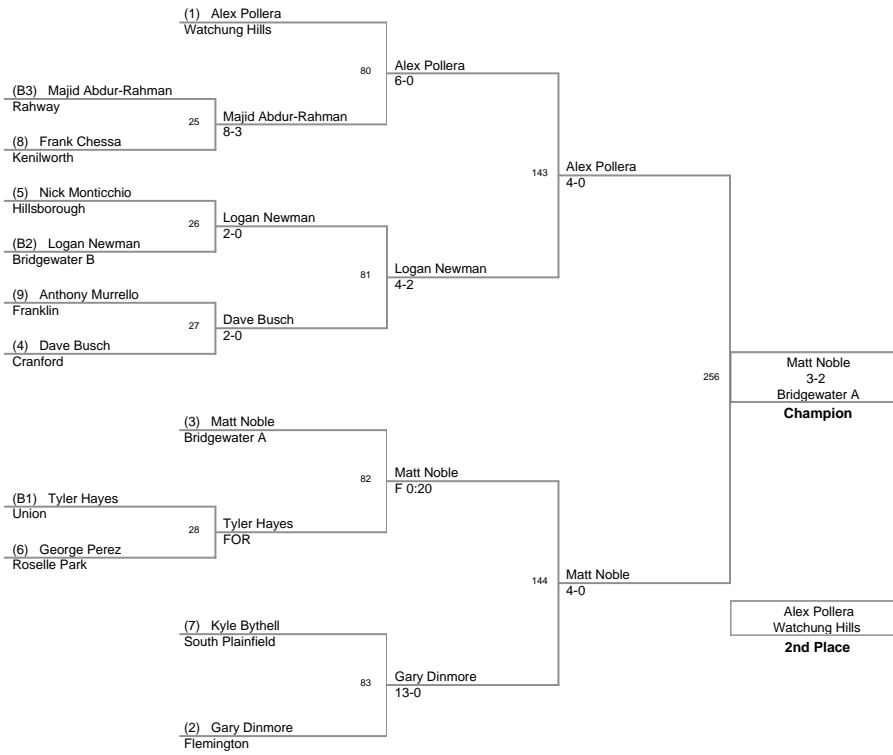 (1) Alex Pollera
Watchung Hills
80
Alex Pollera
6-0
(B3) Majid Abdur-Rahman
Rahway
25
Majid Abdur-Rahman
8-3
(8) Frank Chessa
Kenilworth
143
Alex Pollera
4-0
(5) Nick Monticchio
Hillsborough
26
Logan Newman
2-0
(B2) Logan Newman
Bridgewater B
81
Logan Newman
4-2
(9) Anthony Murrello
Franklin
27
Dave Busch
2-0
(4) Dave Busch
Cranford
256
Matt Noble
3-2
Bridgewater A
Champion
(3) Matt Noble
Bridgewater A
82
Matt Noble
F 0:20
(B1) Tyler Hayes
Union
28
Tyler Hayes
FOR
(6) George Perez
Roselle Park
144
Matt Noble
4-0
(7) Kyle Bythell
South Plainfield
83
Gary Dinmore
13-0
(2) Gary Dinmore
Flemington
Alex Pollera
Watchung Hills
2nd Place